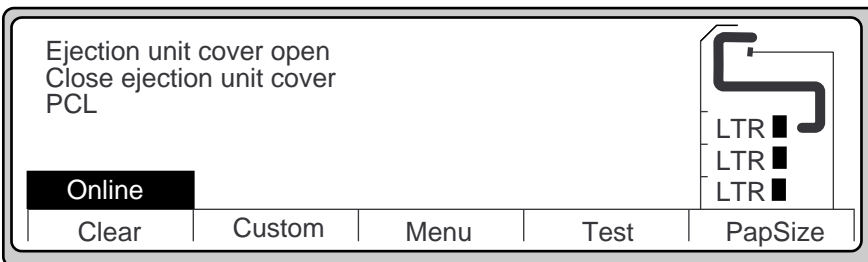 Ejection unit cover open
Close ejection unit cover
PCL
LTR
LTR
LTR
Online
Clear Custom Menu Test PapSize